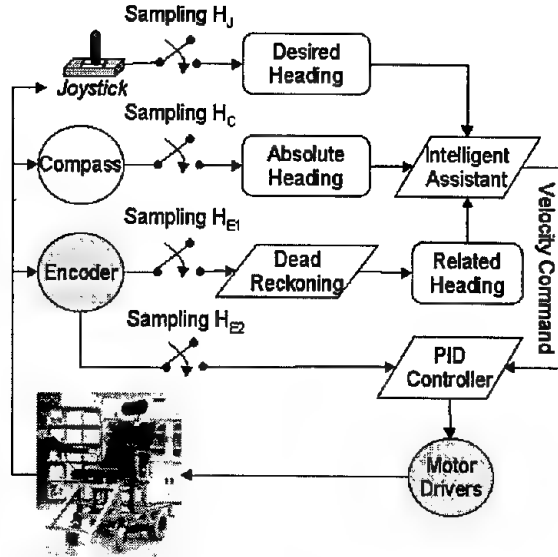 Sampling H_J
Joystick
Desired
Heading
Sampling H_C
Compass
Absolute
Heading
Intelligent
Assistant
Sampling H_E1
Encoder
Dead
Reckoning
Related
Heading
Velocity Command
Sampling H_E2
PID
Controller
Motor
Drivers